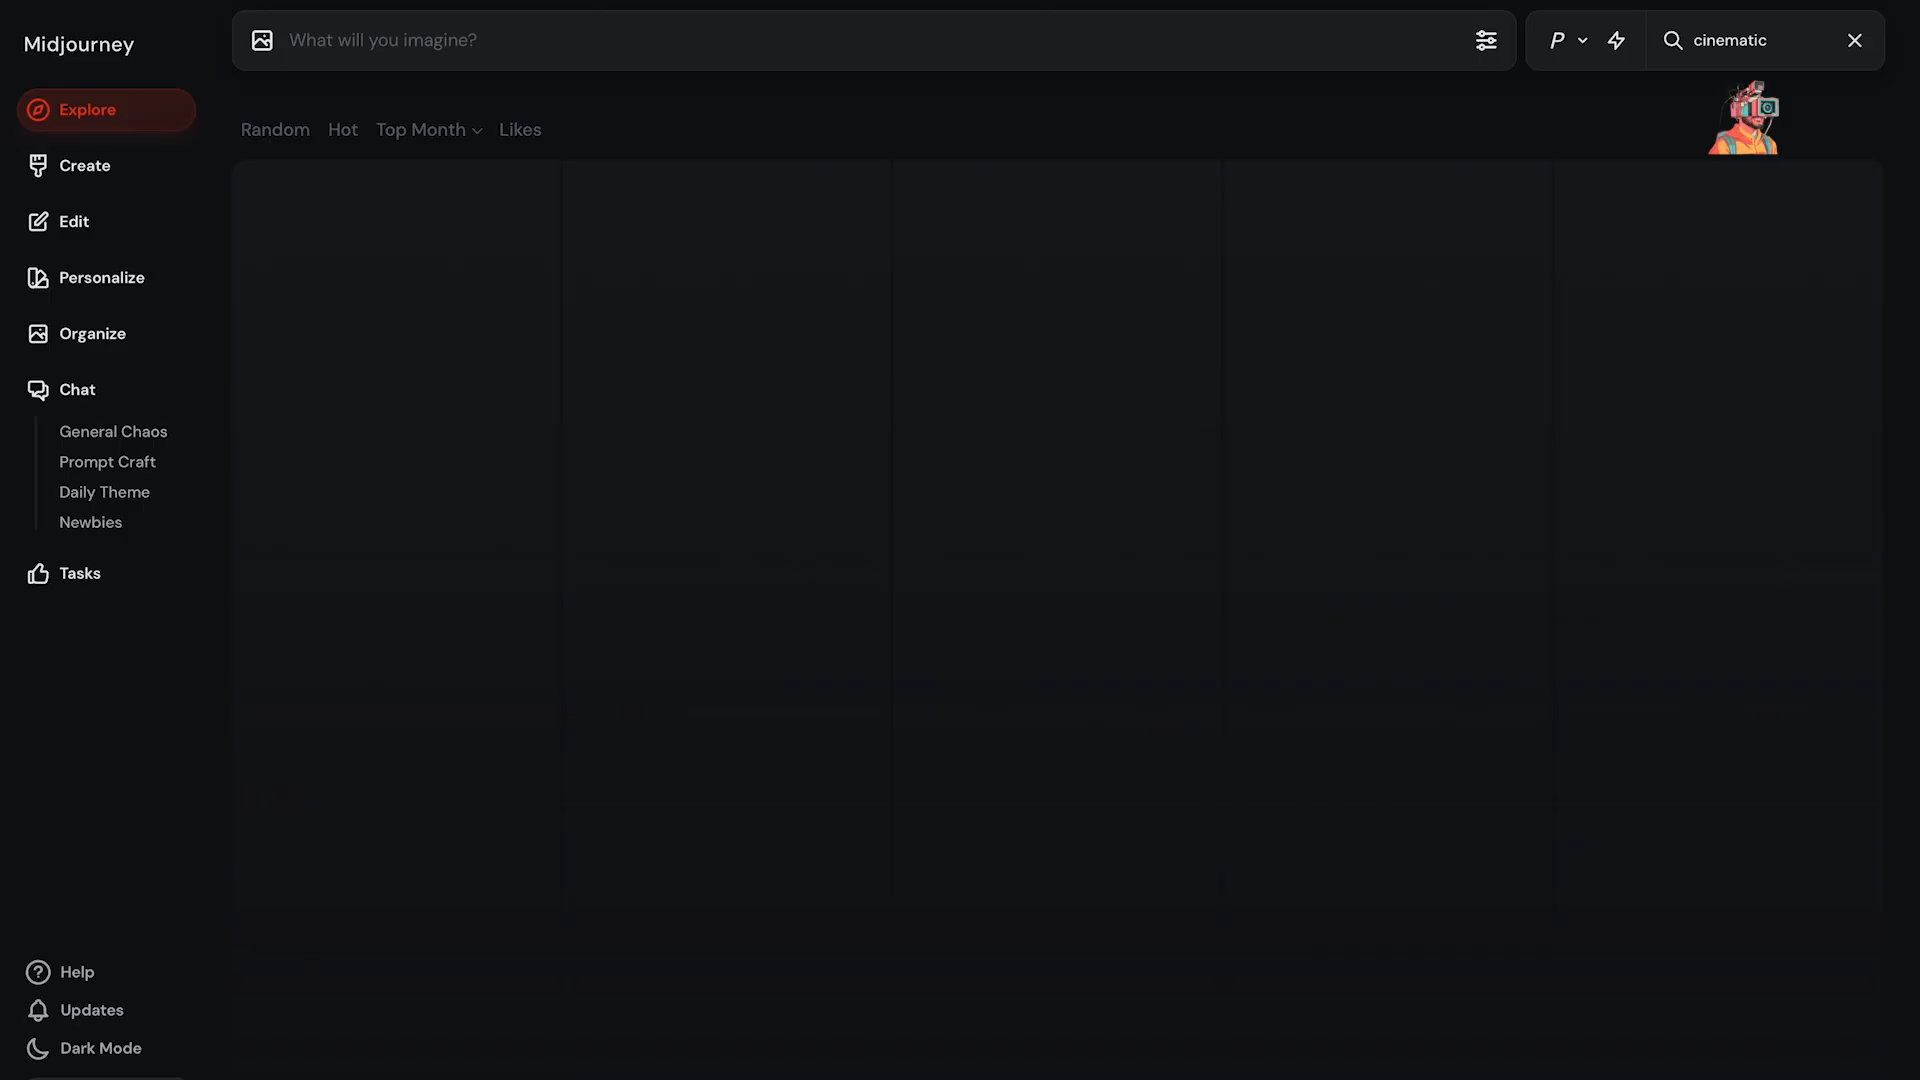 Midjourney
What will you imagine?
P
cinematic
Explore
Random Hot Top Month Likes
Create
Edit
Personalize
Organize
Chat
General Chaos
Prompt Craft
Daily Theme
Newbies
Tasks
Help
Updates
Dark Mode